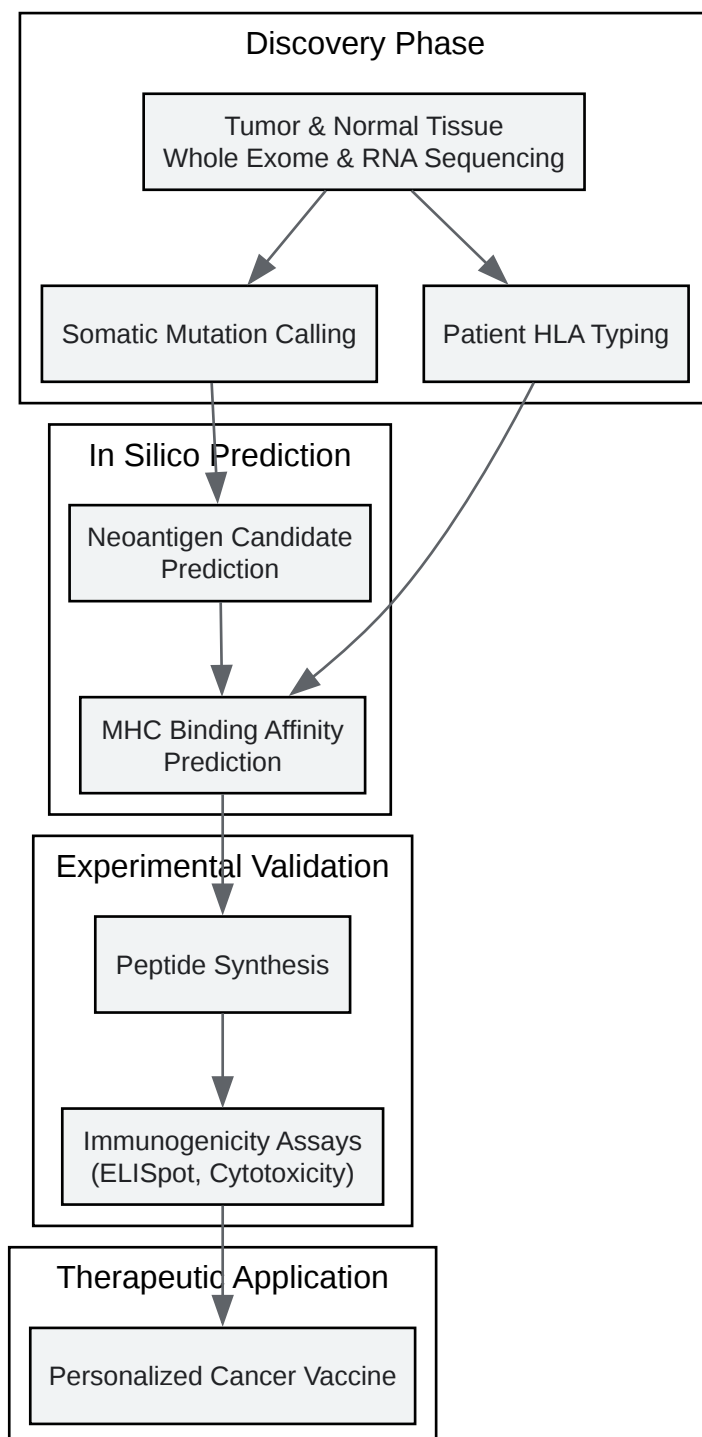 Discovery Phase
Tumor & Normal Tissue
Whole Exome & RNA Sequencing
Somatic Mutation Calling
Patient HLA Typing
In Silico Prediction
Neoantigen Candidate
Prediction
MHC Binding Affinity
Prediction
Experimental Validation
Peptide Synthesis
Immunogenicity Assays
(ELISpot, Cytotoxicity)
Therapeutic Application
Personalized Cancer Vaccine